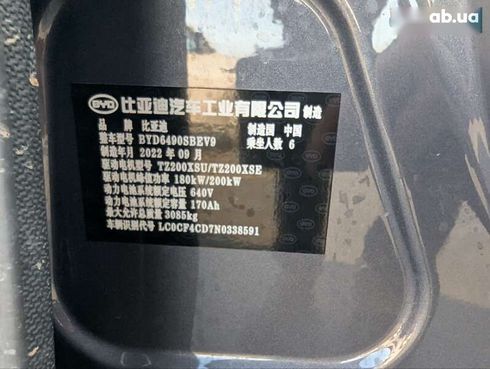 ab.ua
BYD 比亚迪汽车工业有限公司 制造
品 牌 比亚迪 制造国 中国
整车型号 BYD6490SBEV9 乘坐人数 6
制造年月 2022 年 09 月
驱动电机型号 TZ200XSU/TZ200XSE
驱动电机峰值功率 180kW/200kW
动力电池系统额定电压 640V
动力电池系统额定容量 170Ah
最大允许总质量 3085kg
车辆识别代号 LC0CF4CD7N0338591